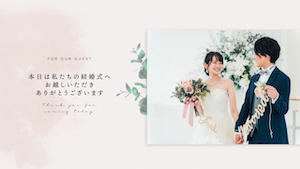 FOR OUR GUEST
本日は私たちの結婚式へ
お越しいただき
ありがとうございます
Thank you for
coming today